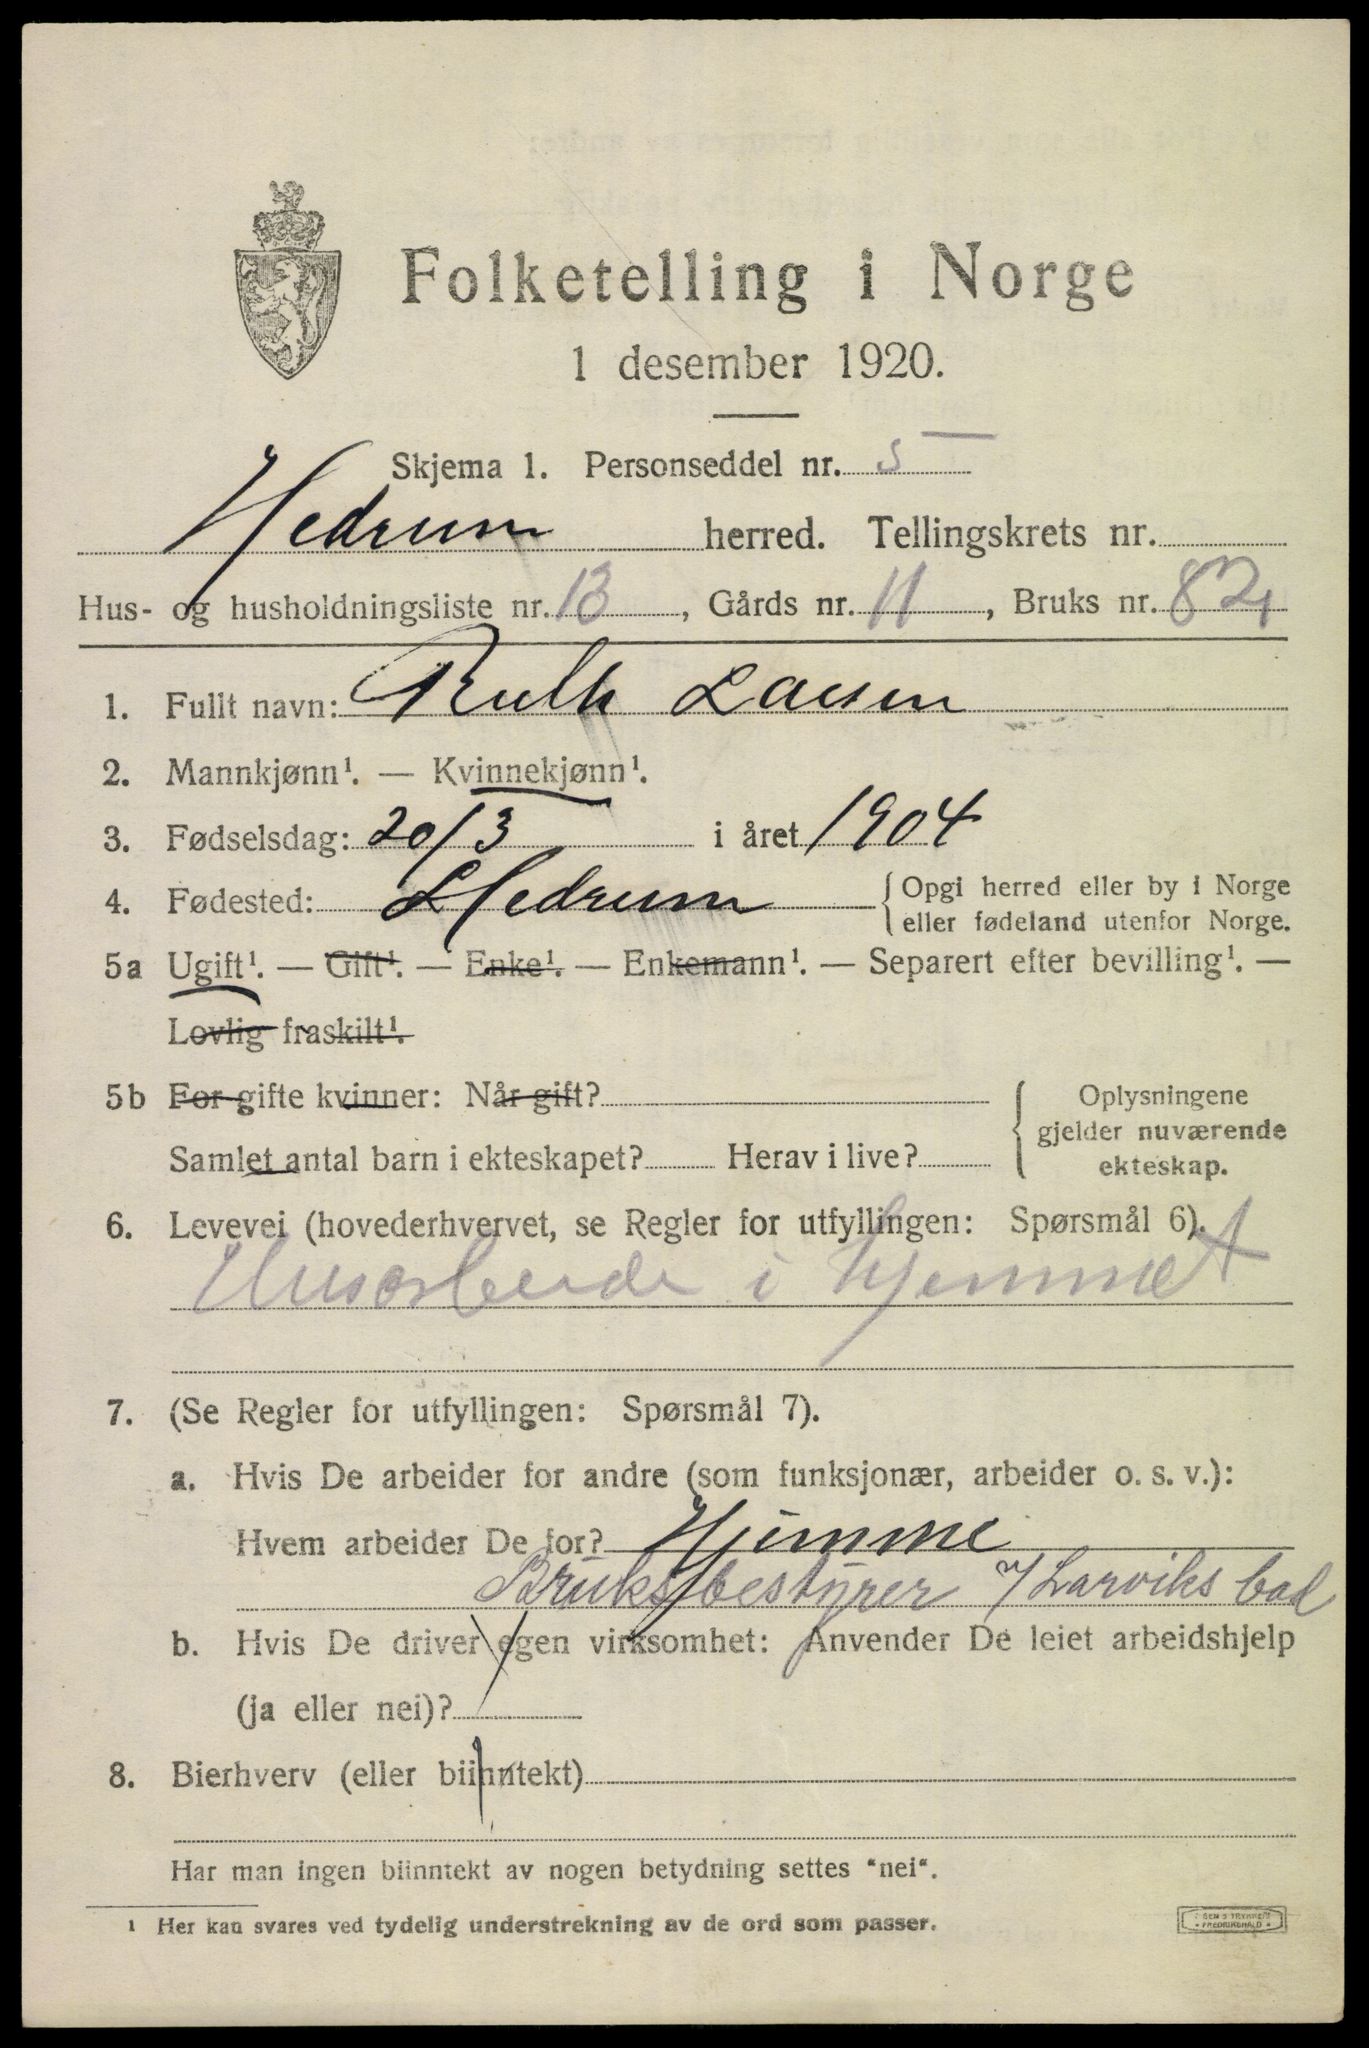 Folketelling i Norge
1 desember 1920.
Skjema 1. Personseddel nr. 5
Hedrum herred. Tellingskrets nr.
Hus- og husholdningsliste nr. 13, Gårds nr. 11, Bruks nr. 82
1. Fullt navn: Ruth Larsen
2. Mannkjønn¹. — Kvinnekjønn¹.
3. Fødselsdag: 20/3 i året 1904
4. Fødested: Hedrum {Opgi herred eller by i Norge
eller fødeland utenfor Norge.
5a Ugift¹. — Gift¹. — Enke¹. — Enkemann¹. — Separert efter bevilling¹. —
Lovlig fraskilt¹.
5b For gifte kvinner: Når gift?
Oplysningene
gjelder nuværende
ekteskap.
Samlet antal barn i ekteskapet? Herav i live?
6. Levevei (hovederhvervet, se Regler for utfyllingen: Spørsmål 6).
Husarbeide i hjemmet
7. (Se Regler for utfyllingen: Spørsmål 7).
a. Hvis De arbeider for andre (som funksjonær, arbeider o. s. v.):
Hvem arbeider De for? Hjemme
Bruksbestyrer v/ Larviks bad
b. Hvis De driver egen virksomhet: Anvender De leiet arbeidshjelp
(ja eller nei)?
8. Bierhverv (eller biinntekt)
Har man ingen biinntekt av nogen betydning settes "nei".
¹ Her kan svares ved tydelig understrekning av de ord som passer.
FREDRIKSHALD